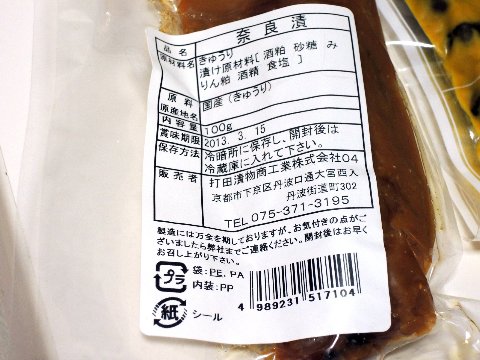 品名 奈良漬
原材料名 きゅうり
漬け原材料[ 酒粕 砂糖 み
りん粕 酒精 食塩 ]
原料原産地名 国産 (きゅうり)
内容量 100g
賞味期限 2013. 3. 15
保存方法 冷暗所に保存し、開封後は
冷蔵庫に入れて下さい。
販売者 打田漬物商工業株式会社04
京都市下京区丹波口通大宮西入
丹波街道町302
TEL 075-371-3195
製造には万全を期しておりますが、お気付きの点がご
ざいましたら弊社までご連絡ください。開封後はお早く
お召し上がり下さい。
プラ 袋:PE, PA
内装:PP
紙 シール
4 989231 517104